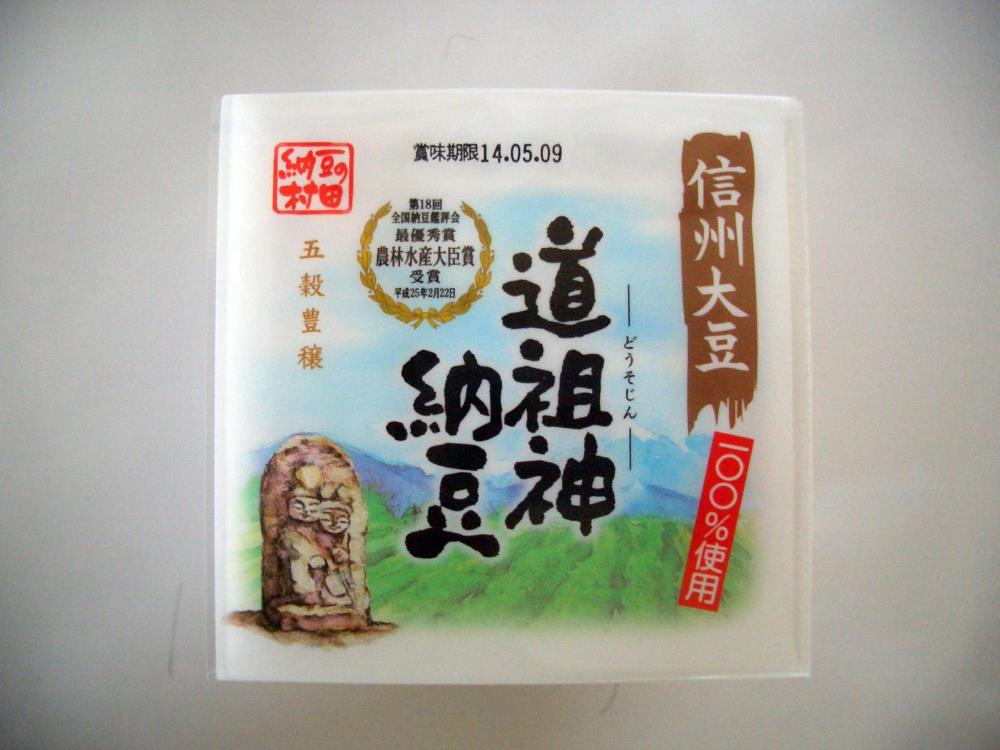 賞味期限14.05.09
納豆の
村田
五穀豊穣
第18回
全国納豆鑑評会
最優秀賞
農林水産大臣賞
受賞
平成25年2月22日
道祖神
納豆
どうそじん
信州大豆
一〇〇%使用